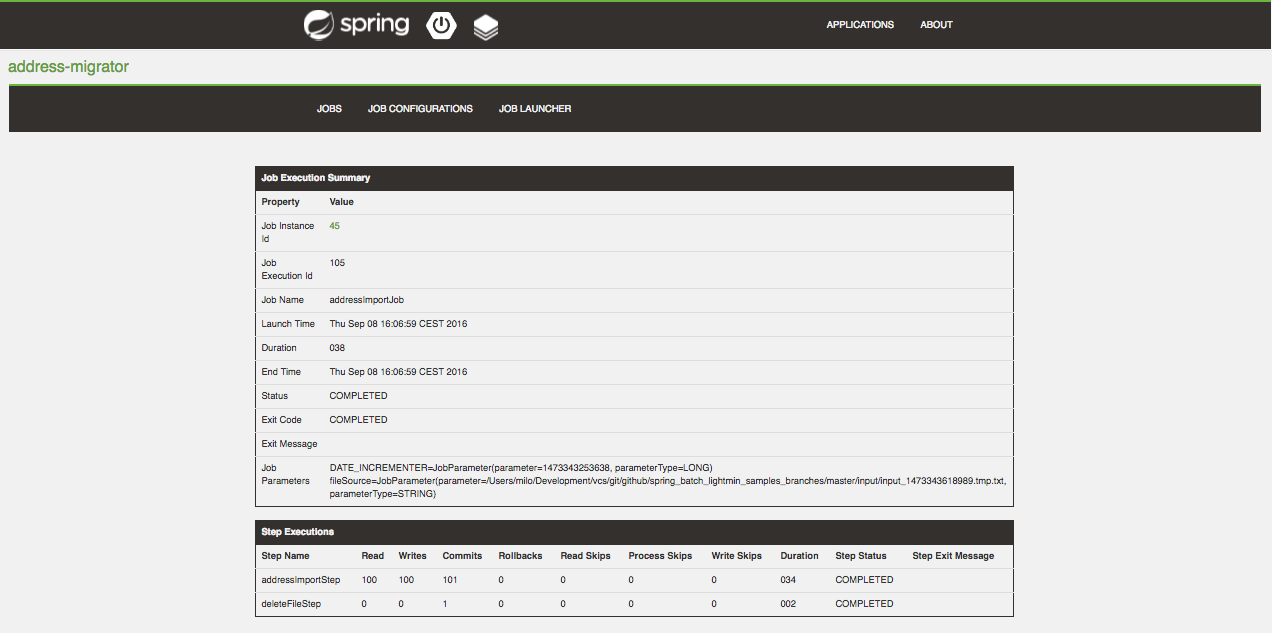 spring
APPLICATIONS
ABOUT
address-migrator
JOBS
JOB CONFIGURATIONS
JOB LAUNCHER
Job Execution Summary
Property Value
Job Instance 45
Id
Job 105
Execution Id
Job Name addressImportJob
Launch Time Thu Sep 08 16:06:59 CEST 2016
Duration 038
End Time Thu Sep 08 16:06:59 CEST 2016
Status COMPLETED
Exit Code COMPLETED
Exit Message
Job DATE_INCREMENTER=JobParameter(parameter=1473343253638, parameterType=LONG)
Parameters fileSource=JobParameter(parameter=/Users/milo/Development/vcs/git/github/spring_batch_lightmin_samples_branches/master/input/input_1473343618989.tmp.txt,
parameterType=STRING)
Step Executions
Step Name Read Writes Commits Rollbacks Read Skips Process Skips Write Skips Duration Step Status Step Exit Message
addressImportStep 100 100 101 0 0 0 0 034 COMPLETED
deleteFileStep 0 0 1 0 0 0 0 002 COMPLETED